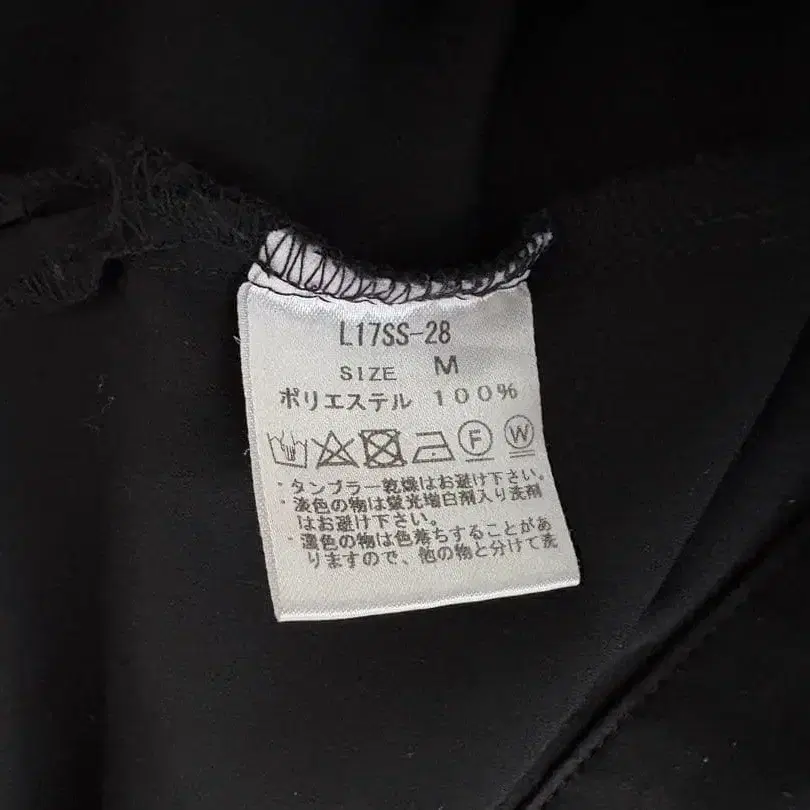 L17SS-28
SIZE M
ポリエステル 100%
F W
・タンブラー乾燥はお避け下さい。
・淡色の物は蛍光増白剤入り洗剤
はお避け下さい。
・濃色の物は色落ちすることがあ
りますので、他の物と分けて洗